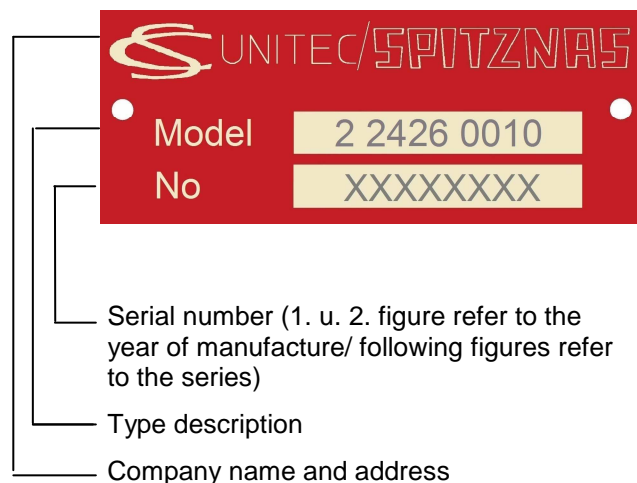 CS UNITEC/SPITZNAS
Model 2 2426 0010
No XXXXXXXX
Serial number (1. u. 2. figure refer to the
year of manufacture/ following figures refer
to the series)
Type description
Company name and address